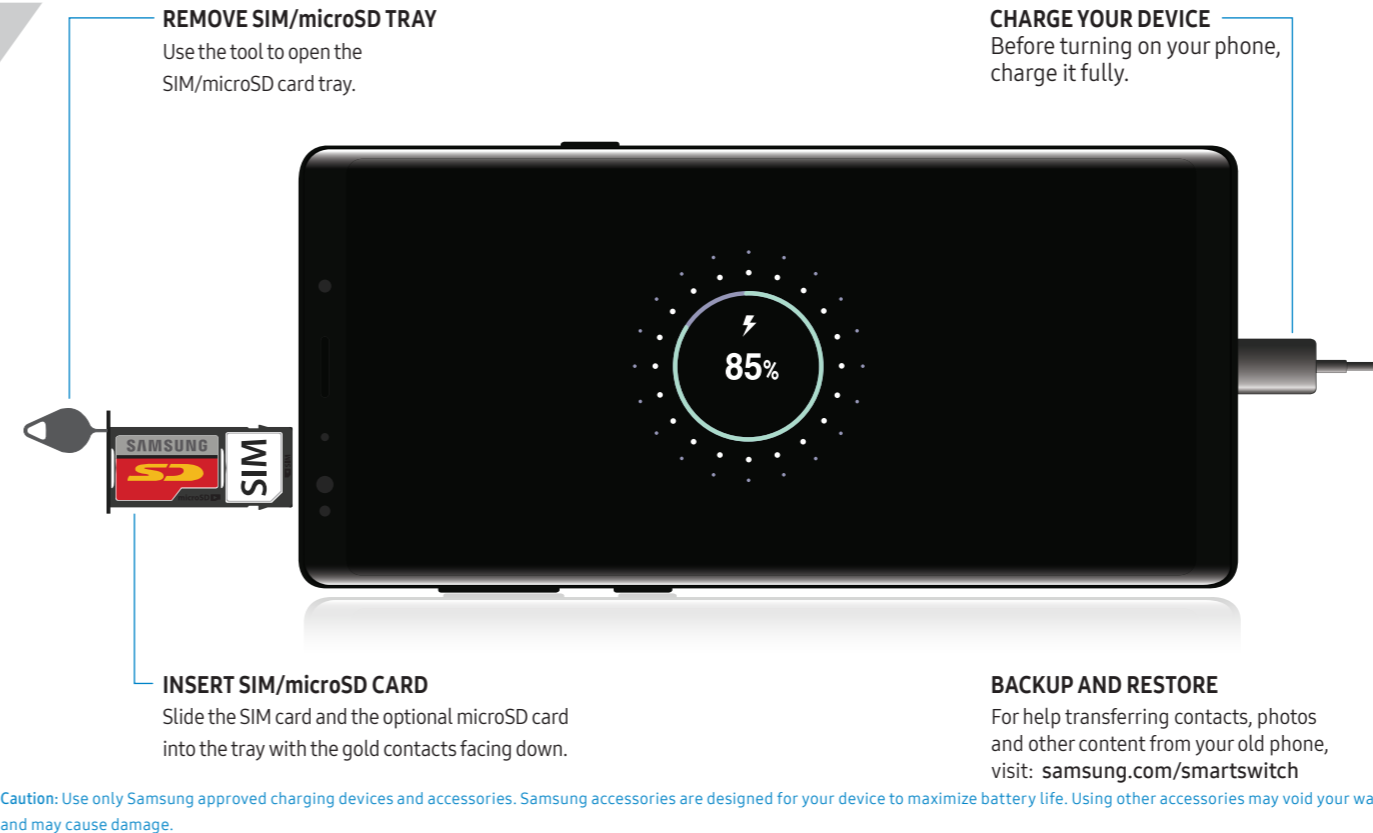 REMOVE SIM/microSD TRAY
Use the tool to open the
SIM/microSD card tray.
CHARGE YOUR DEVICE
Before turning on your phone,
charge it fully.
85%
SAMSUNG
SD
microSD
SIM
INSERT SIM/microSD CARD
Slide the SIM card and the optional microSD card
into the tray with the gold contacts facing down.
BACKUP AND RESTORE
For help transferring contacts, photos
and other content from your old phone,
visit: samsung.com/smartswitch
Caution: Use only Samsung approved charging devices and accessories. Samsung accessories are designed for your device to maximize battery life. Using other accessories may void your wa
and may cause damage.